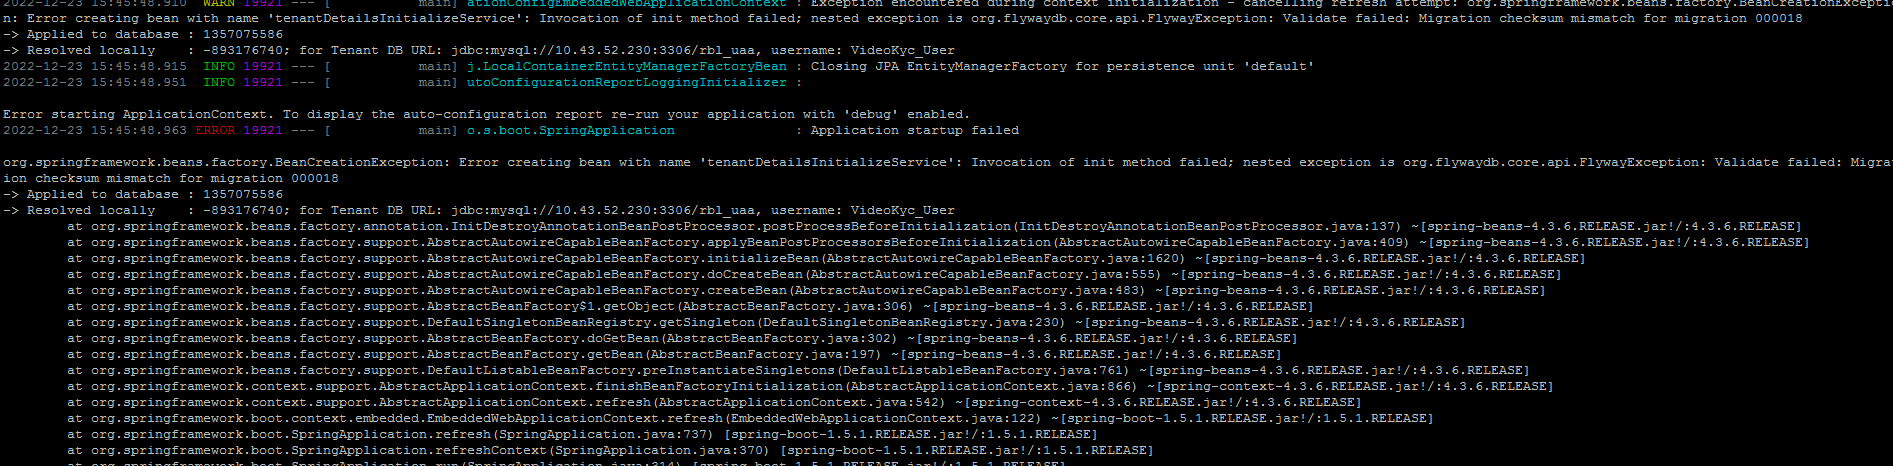 2022-12-23 15:45:48.910  WARN 19921 --- [           main] ationConfigEmbeddedWebApplicationContext : Exception encountered during context initialization - cancelling refresh attempt: org.springframework.beans.factory.BeanCreationExceptio
n: Error creating bean with name 'tenantDetailsInitializeService': Invocation of init method failed; nested exception is org.flywaydb.core.api.FlywayException: Validate failed: Migration checksum mismatch for migration 000018
-> Applied to database : 1357075586
-> Resolved locally    : -893176740; for Tenant DB URL: jdbc:mysql://10.43.52.230:3306/rbl_uaa, username: VideoKyc_User
2022-12-23 15:45:48.915  INFO 19921 --- [           main] j.LocalContainerEntityManagerFactoryBean : Closing JPA EntityManagerFactory for persistence unit 'default'
2022-12-23 15:45:48.951  INFO 19921 --- [           main] utoConfigurationReportLoggingInitializer :
Error starting ApplicationContext. To display the auto-configuration report re-run your application with 'debug' enabled.
2022-12-23 15:45:48.963 ERROR 19921 --- [           main] o.s.boot.SpringApplication               : Application startup failed
org.springframework.beans.factory.BeanCreationException: Error creating bean with name 'tenantDetailsInitializeService': Invocation of init method failed; nested exception is org.flywaydb.core.api.FlywayException: Validate failed: Migrat
ion checksum mismatch for migration 000018
-> Applied to database : 1357075586
-> Resolved locally    : -893176740; for Tenant DB URL: jdbc:mysql://10.43.52.230:3306/rbl_uaa, username: VideoKyc_User
at org.springframework.beans.factory.annotation.InitDestroyAnnotationBeanPostProcessor.postProcessBeforeInitialization(InitDestroyAnnotationBeanPostProcessor.java:137) ~[spring-beans-4.3.6.RELEASE.jar!/:4.3.6.RELEASE]
at org.springframework.beans.factory.support.AbstractAutowireCapableBeanFactory.applyBeanPostProcessorsBeforeInitialization(AbstractAutowireCapableBeanFactory.java:409) ~[spring-beans-4.3.6.RELEASE.jar!/:4.3.6.RELEASE]
at org.springframework.beans.factory.support.AbstractAutowireCapableBeanFactory.initializeBean(AbstractAutowireCapableBeanFactory.java:1620) ~[spring-beans-4.3.6.RELEASE.jar!/:4.3.6.RELEASE]
at org.springframework.beans.factory.support.AbstractAutowireCapableBeanFactory.doCreateBean(AbstractAutowireCapableBeanFactory.java:555) ~[spring-beans-4.3.6.RELEASE.jar!/:4.3.6.RELEASE]
at org.springframework.beans.factory.support.AbstractAutowireCapableBeanFactory.createBean(AbstractAutowireCapableBeanFactory.java:483) ~[spring-beans-4.3.6.RELEASE.jar!/:4.3.6.RELEASE]
at org.springframework.beans.factory.support.AbstractBeanFactory$1.getObject(AbstractBeanFactory.java:306) ~[spring-beans-4.3.6.RELEASE.jar!/:4.3.6.RELEASE]
at org.springframework.beans.factory.support.DefaultSingletonBeanRegistry.getSingleton(DefaultSingletonBeanRegistry.java:230) ~[spring-beans-4.3.6.RELEASE.jar!/:4.3.6.RELEASE]
at org.springframework.beans.factory.support.AbstractBeanFactory.doGetBean(AbstractBeanFactory.java:302) ~[spring-beans-4.3.6.RELEASE.jar!/:4.3.6.RELEASE]
at org.springframework.beans.factory.support.AbstractBeanFactory.getBean(AbstractBeanFactory.java:197) ~[spring-beans-4.3.6.RELEASE.jar!/:4.3.6.RELEASE]
at org.springframework.beans.factory.support.DefaultListableBeanFactory.preInstantiateSingletons(DefaultListableBeanFactory.java:761) ~[spring-beans-4.3.6.RELEASE.jar!/:4.3.6.RELEASE]
at org.springframework.context.support.AbstractApplicationContext.finishBeanFactoryInitialization(AbstractApplicationContext.java:866) ~[spring-context-4.3.6.RELEASE.jar!/:4.3.6.RELEASE]
at org.springframework.context.support.AbstractApplicationContext.refresh(AbstractApplicationContext.java:542) ~[spring-context-4.3.6.RELEASE.jar!/:4.3.6.RELEASE]
at org.springframework.boot.context.embedded.EmbeddedWebApplicationContext.refresh(EmbeddedWebApplicationContext.java:122) ~[spring-boot-1.5.1.RELEASE.jar!/:1.5.1.RELEASE]
at org.springframework.boot.SpringApplication.refresh(SpringApplication.java:737) [spring-boot-1.5.1.RELEASE.jar!/:1.5.1.RELEASE]
at org.springframework.boot.SpringApplication.refreshContext(SpringApplication.java:370) [spring-boot-1.5.1.RELEASE.jar!/:1.5.1.RELEASE]
at org.springframework.boot.SpringApplication.run(SpringApplication.java:314) [spring-boot-1.5.1.RELEASE.jar!/:1.5.1.RELEASE]